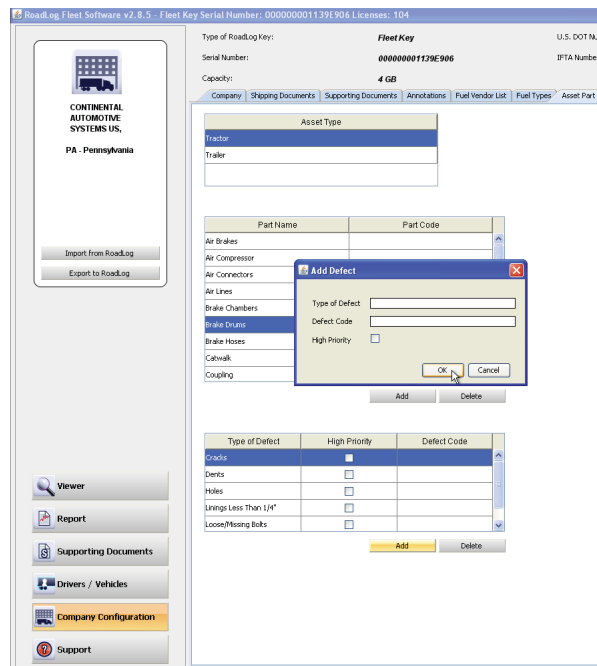 RoadLog Fleet Software v2.8.5 - Fleet Key Serial Number: 000000001139E906 Licenses: 104
CONTINENTAL
AUTOMOTIVE
SYSTEMS US,
PA - Pennsylvania
Import from RoadLog
Export to RoadLog
Viewer
Report
Supporting Documents
Drivers / Vehicles
Company Configuration
Support
Type of RoadLog Key: Fleet Key U.S. DOT Nu
Serial Number: 000000001139E906 IFTA Numbe
Capacity: 4 GB
Company Shipping Documents Supporting Documents Annotations Fuel Vendor List Fuel Types Asset Part
Asset Type
Tractor
Trailer
Part Name Part Code
Air Brakes
Air Compressor
Air Connectors
Air Lines
Brake Chambers
Brake Drums
Brake Hoses
Catwalk
Coupling
Add Defect
Type of Defect
Defect Code
High Priority
OK Cancel
Add Delete
Type of Defect High Priority Defect Code
Cracks
Dents
Holes
Linings Less Than 1/4"
Loose/Missing Bolts
Add Delete